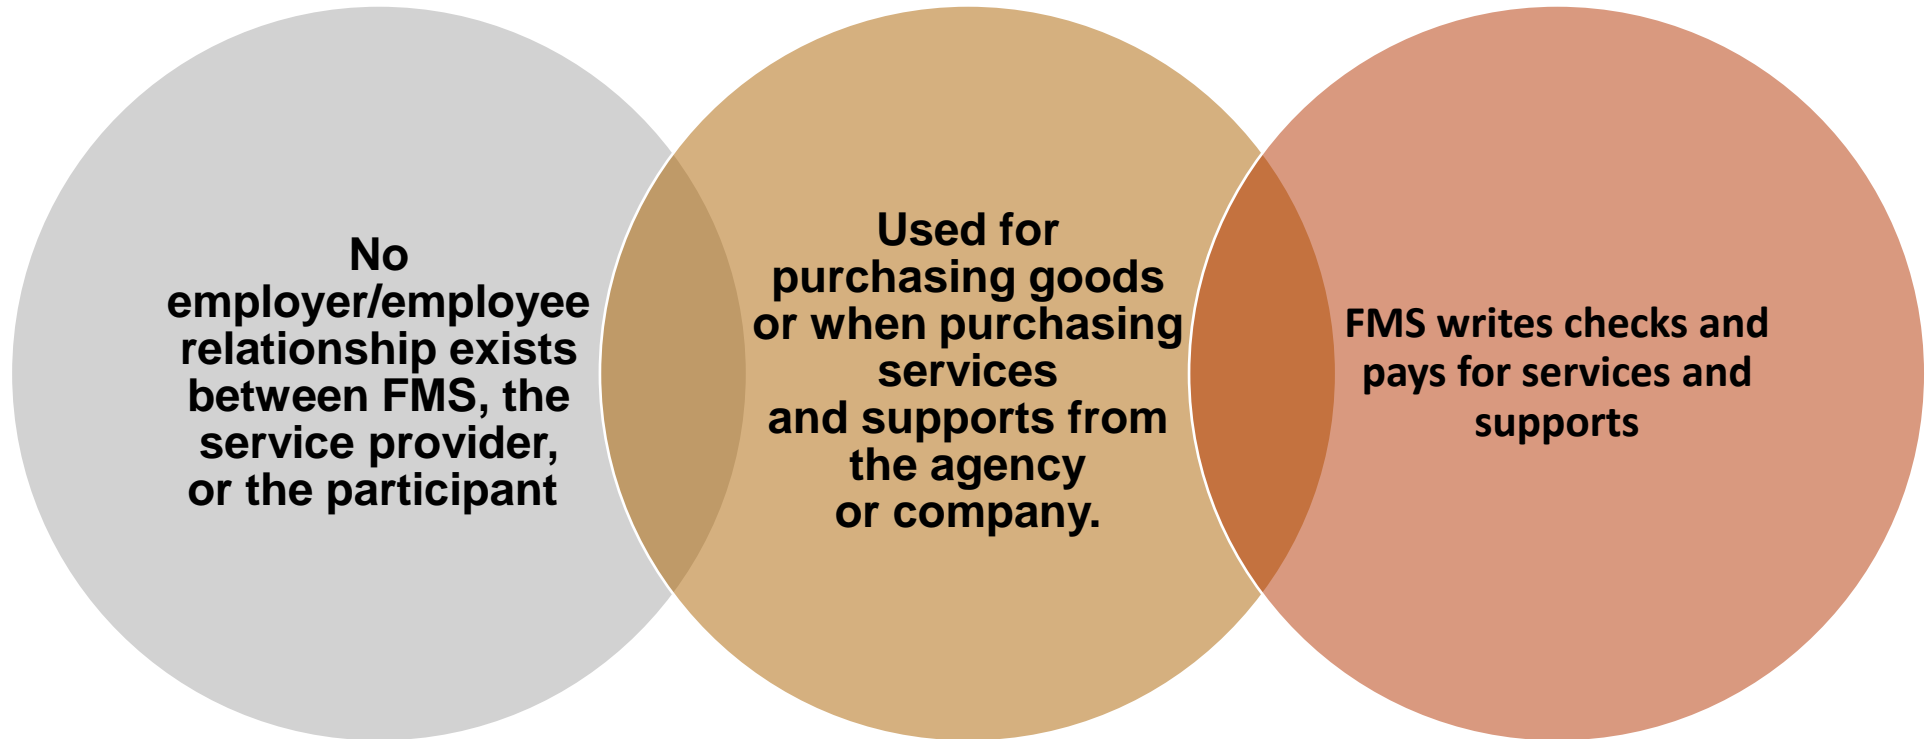 No
employer/employee
relationship exists
between FMS, the
service provider,
or the participant
Used for
purchasing goods
or when purchasing
services
and supports from
the agency
or company.
FMS writes checks and
pays for services and
supports